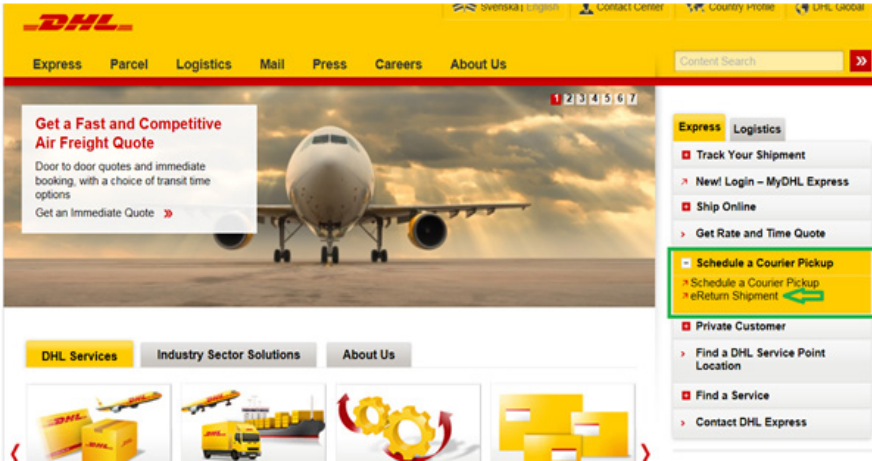 Svenska | English Contact Center Country Profile DHL Global
DHL
Express Parcel Logistics Mail Press Careers About Us
Content Search
1 2 3 4 5 6 7
Get a Fast and Competitive
Air Freight Quote
Door to door quotes and immediate
booking, with a choice of transit time
options
Get an Immediate Quote »
Express Logistics
Track Your Shipment
New! Login – MyDHL Express
Ship Online
Get Rate and Time Quote
Schedule a Courier Pickup
Schedule a Courier Pickup
eReturn Shipment
Private Customer
Find a DHL Service Point
Location
Find a Service
Contact DHL Express
DHL Services Industry Sector Solutions About Us